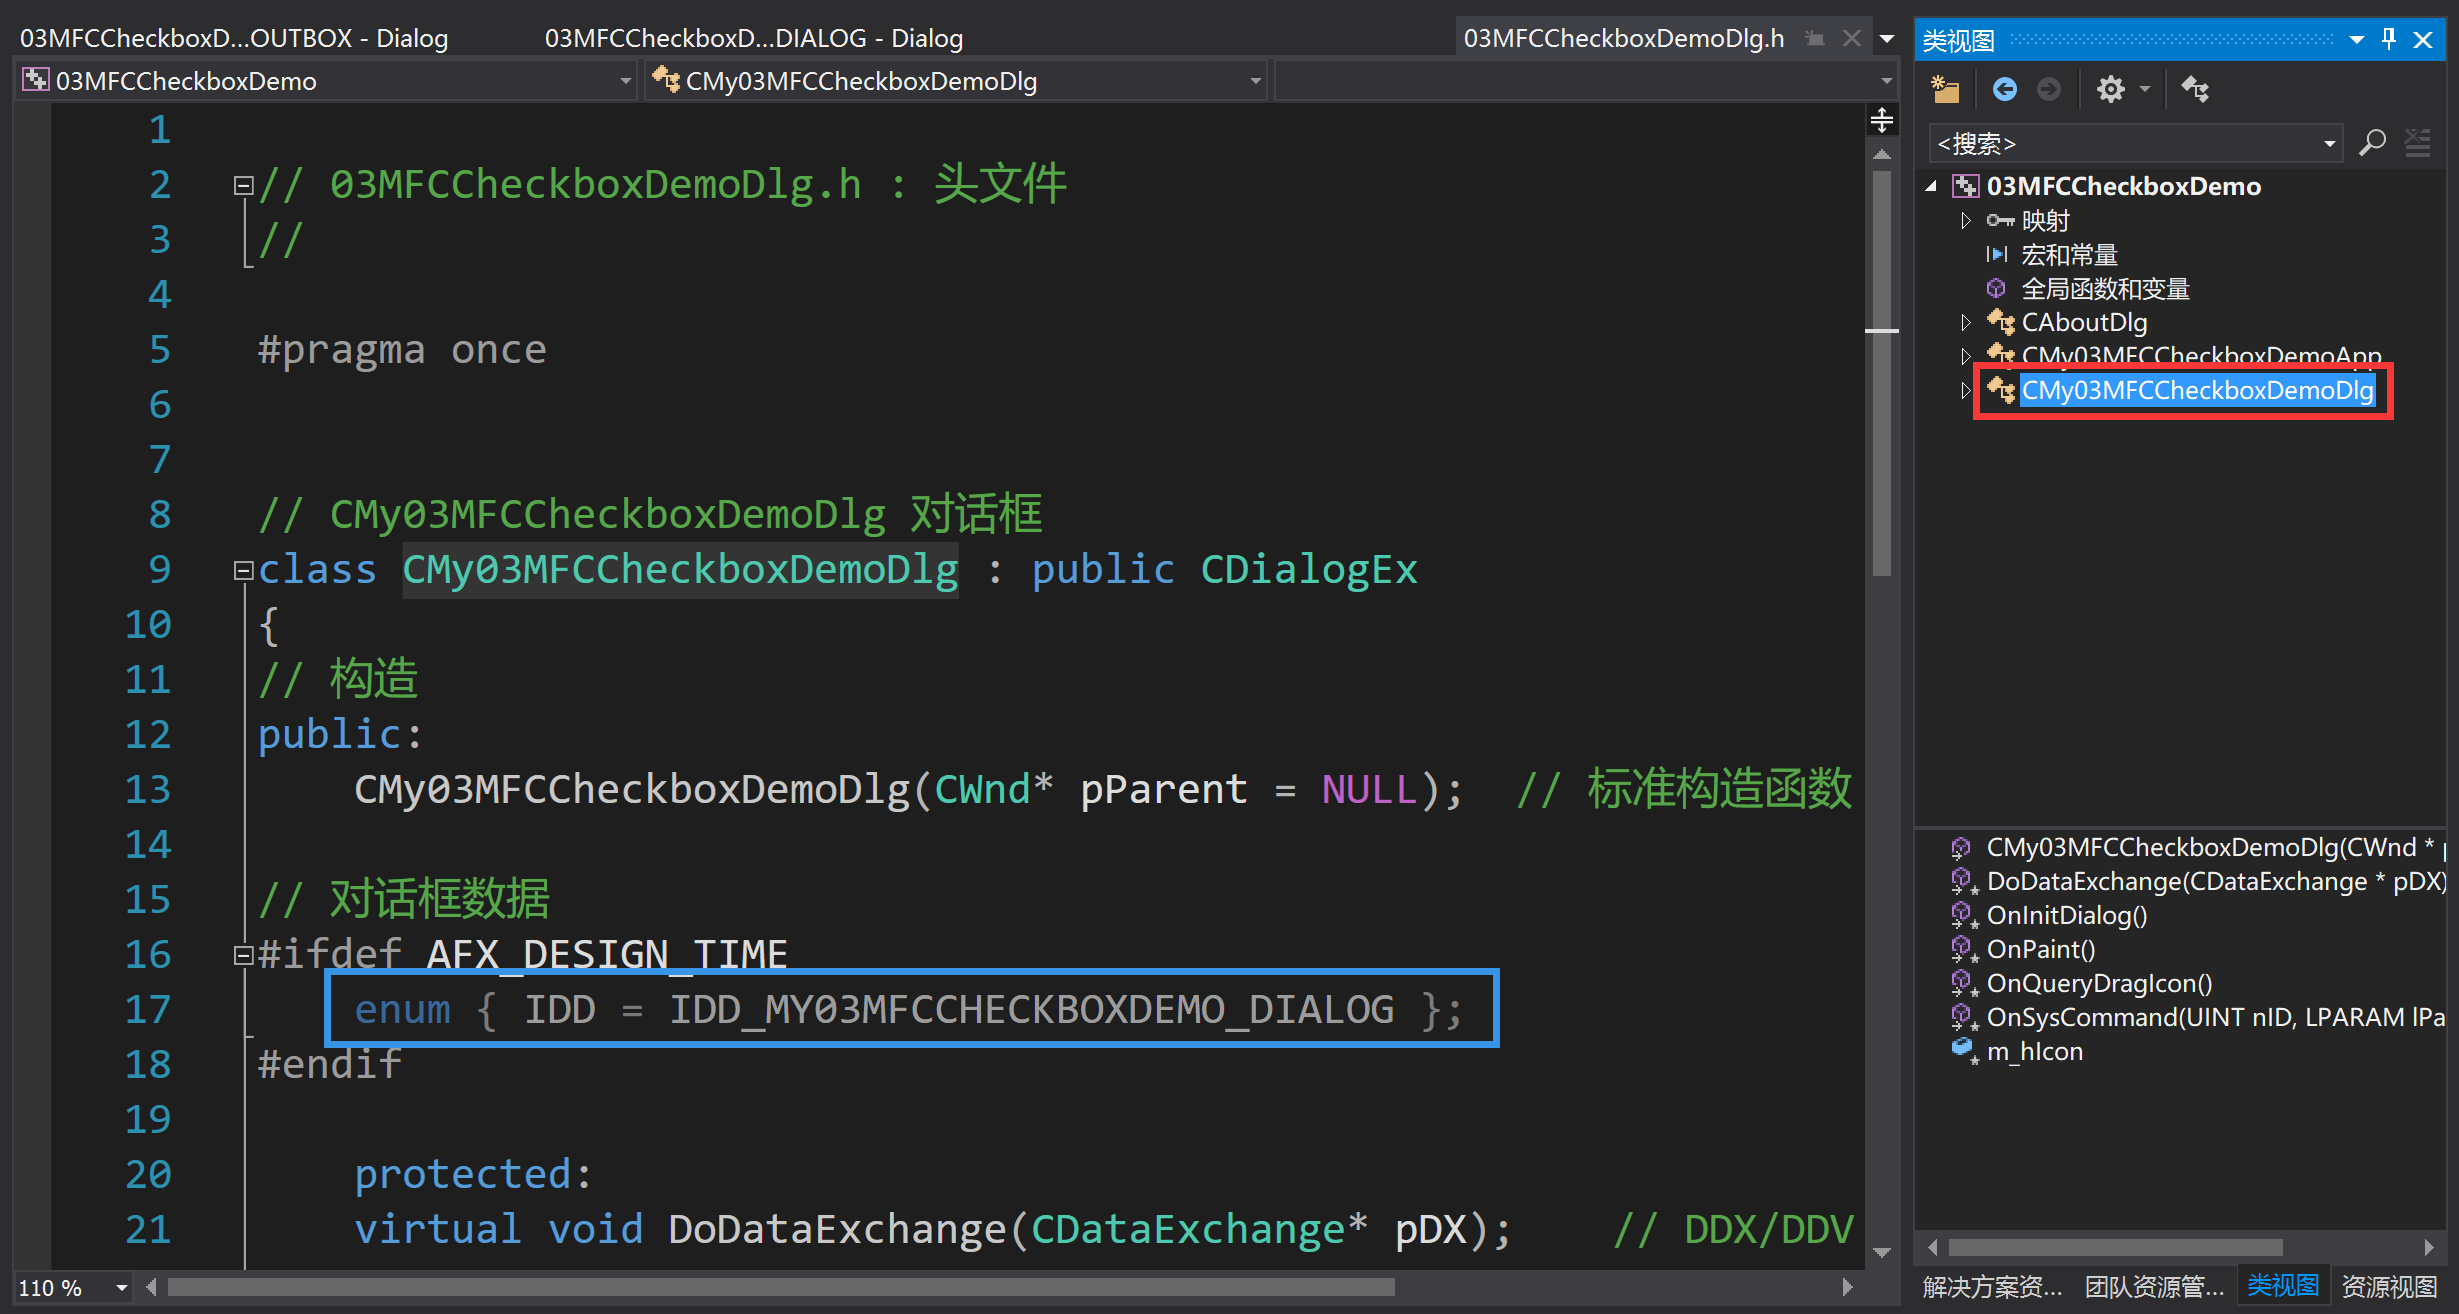 03MFCCheckboxD...OUTBOX - Dialog
03MFCCheckboxD...DIALOG - Dialog
03MFCCheckboxDemoDlg.h
03MFCCheckboxDemo
CMy03MFCCheckboxDemoDlg
1
2 // 03MFCCheckboxDemoDlg.h : 头文件
3 //
4
5 #pragma once
6
7
8 // CMy03MFCCheckboxDemoDlg 对话框
9 class CMy03MFCCheckboxDemoDlg : public CDialogEx
10 {
11 // 构造
12 public:
13 CMy03MFCCheckboxDemoDlg(CWnd* pParent = NULL); // 标准构造函数
14
15 // 对话框数据
16 #ifdef AFX_DESIGN_TIME
17 enum { IDD = IDD_MY03MFCCHECKBOXDEMO_DIALOG };
18 #endif
19
20 protected:
21 virtual void DoDataExchange(CDataExchange* pDX); // DDX/DDV
110 %
类视图
<搜索>
03MFCCheckboxDemo
映射
宏和常量
全局函数和变量
CAboutDlg
CMy03MFCCheckboxDemoApp
CMy03MFCCheckboxDemoDlg
CMy03MFCCheckboxDemoDlg(CWnd * p
DoDataExchange(CDataExchange * pDX)
OnInitDialog()
OnPaint()
OnQueryDragIcon()
OnSysCommand(UINT nID, LPARAM lPa
m_hIcon
解决方案资... 团队资源管... 类视图 资源视图